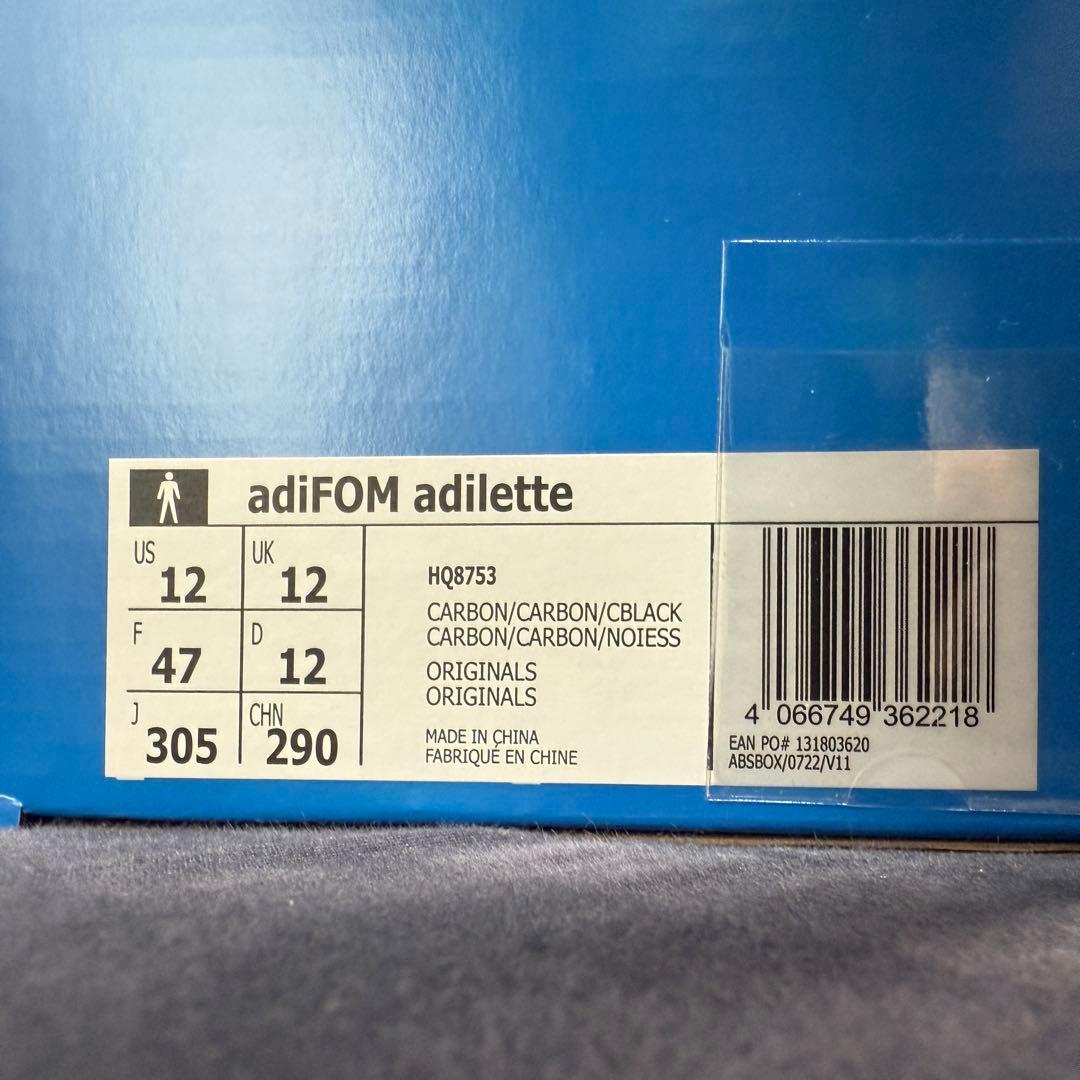 adiFOM adilette
US 12 UK 12
F 47 D 12
J 305 CHN 290
HQ8753
CARBON/CARBON/CBLACK
CARBON/CARBON/NOIESS
ORIGINALS
ORIGINALS
MADE IN CHINA
FABRIQUÉ EN CHINE
4 066749 362218
EAN PO# 131803620
ABSBOX/0722/V11